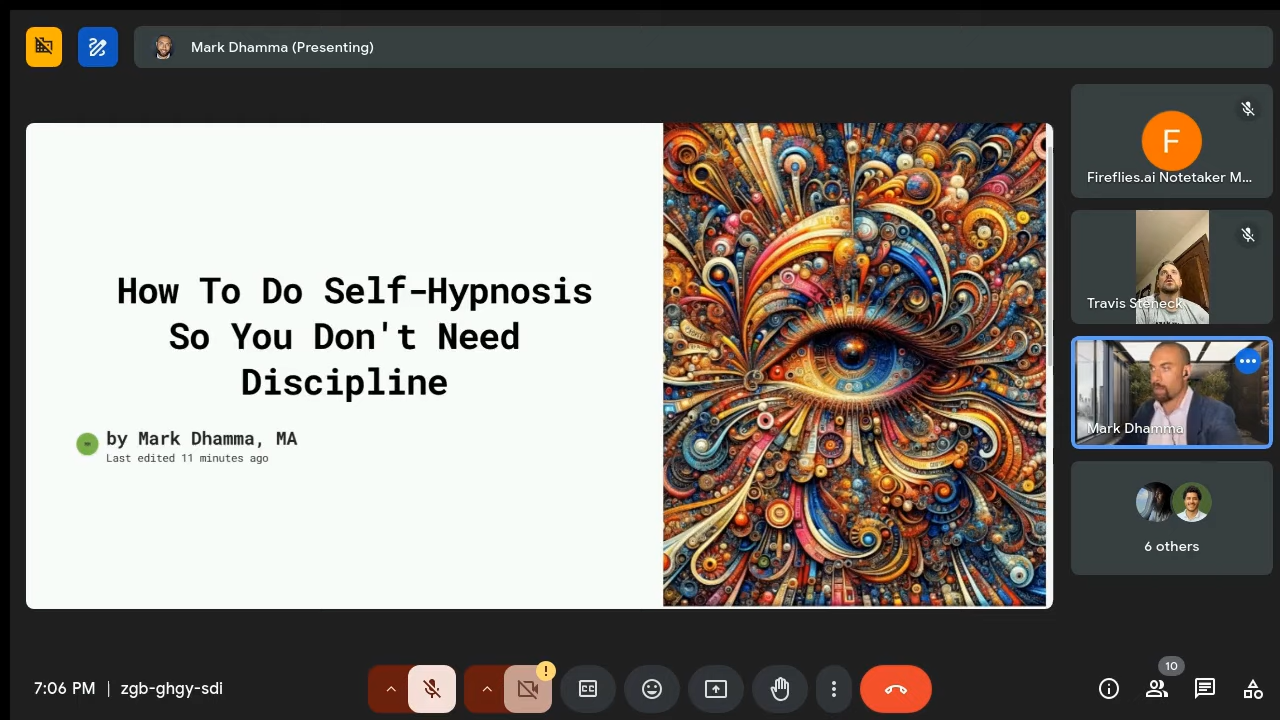 Mark Dhamma (Presenting)
F
Fireflies.ai Notetaker M...
Travis Steneck
How To Do Self-Hypnosis
So You Don't Need
Discipline
by Mark Dhamma, MA
Last edited 11 minutes ago
Mark Dhamma
6 others
7:06 PM | zgb-ghgy-sdi
!
CC
10